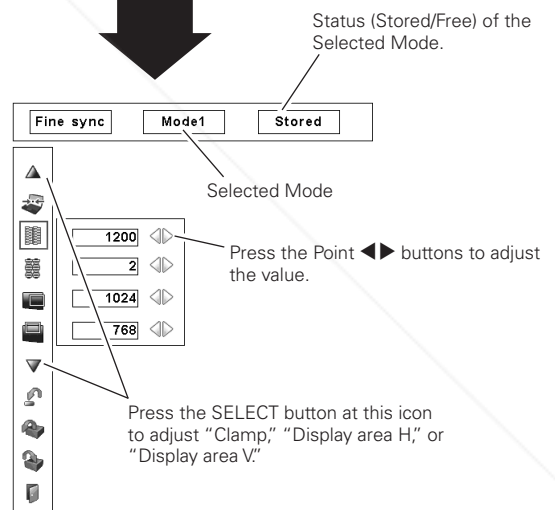 Status (Stored/Free) of the
Selected Mode.
Fine sync Mode1 Stored
Selected Mode
1200
Press the Point ◀▶ buttons to adjust
the value.
2
1024
768
Press the SELECT button at this icon
to adjust “Clamp,” “Display area H,” or
“Display area V.”